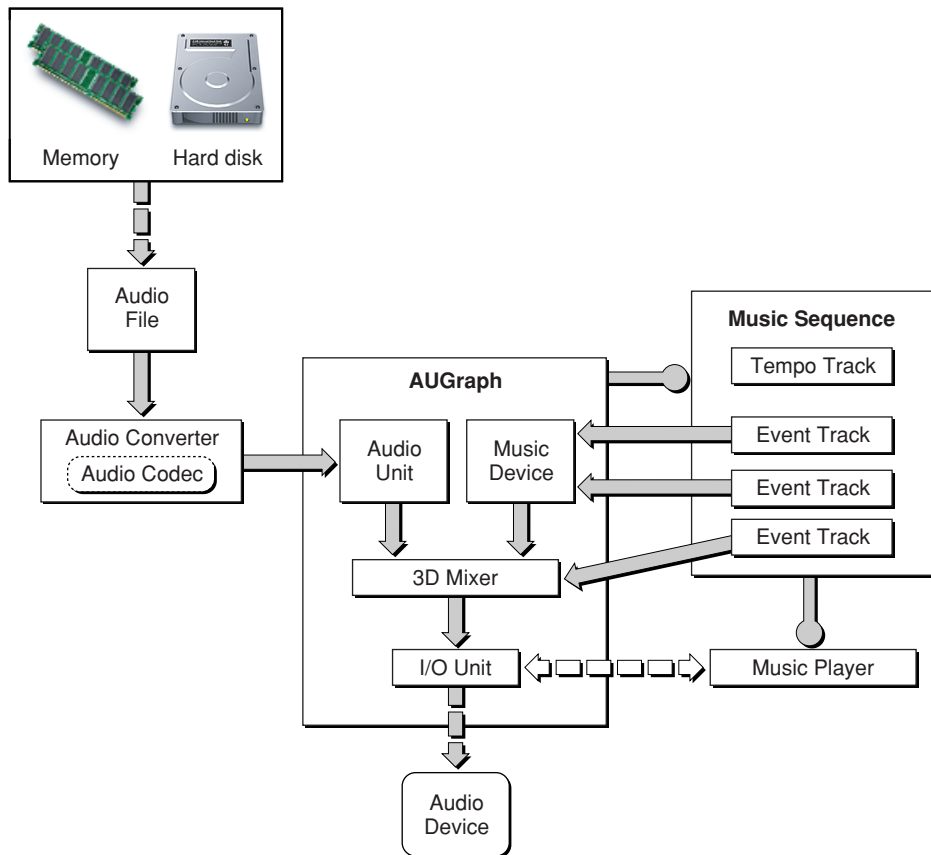 Memory
Hard disk
Audio
File
Music Sequence
Tempo Track
AUGraph
Audio Converter
Audio Codec
Audio
Unit
Music
Device
Event Track
Event Track
Event Track
3D Mixer
I/O Unit
Music Player
Audio
Device